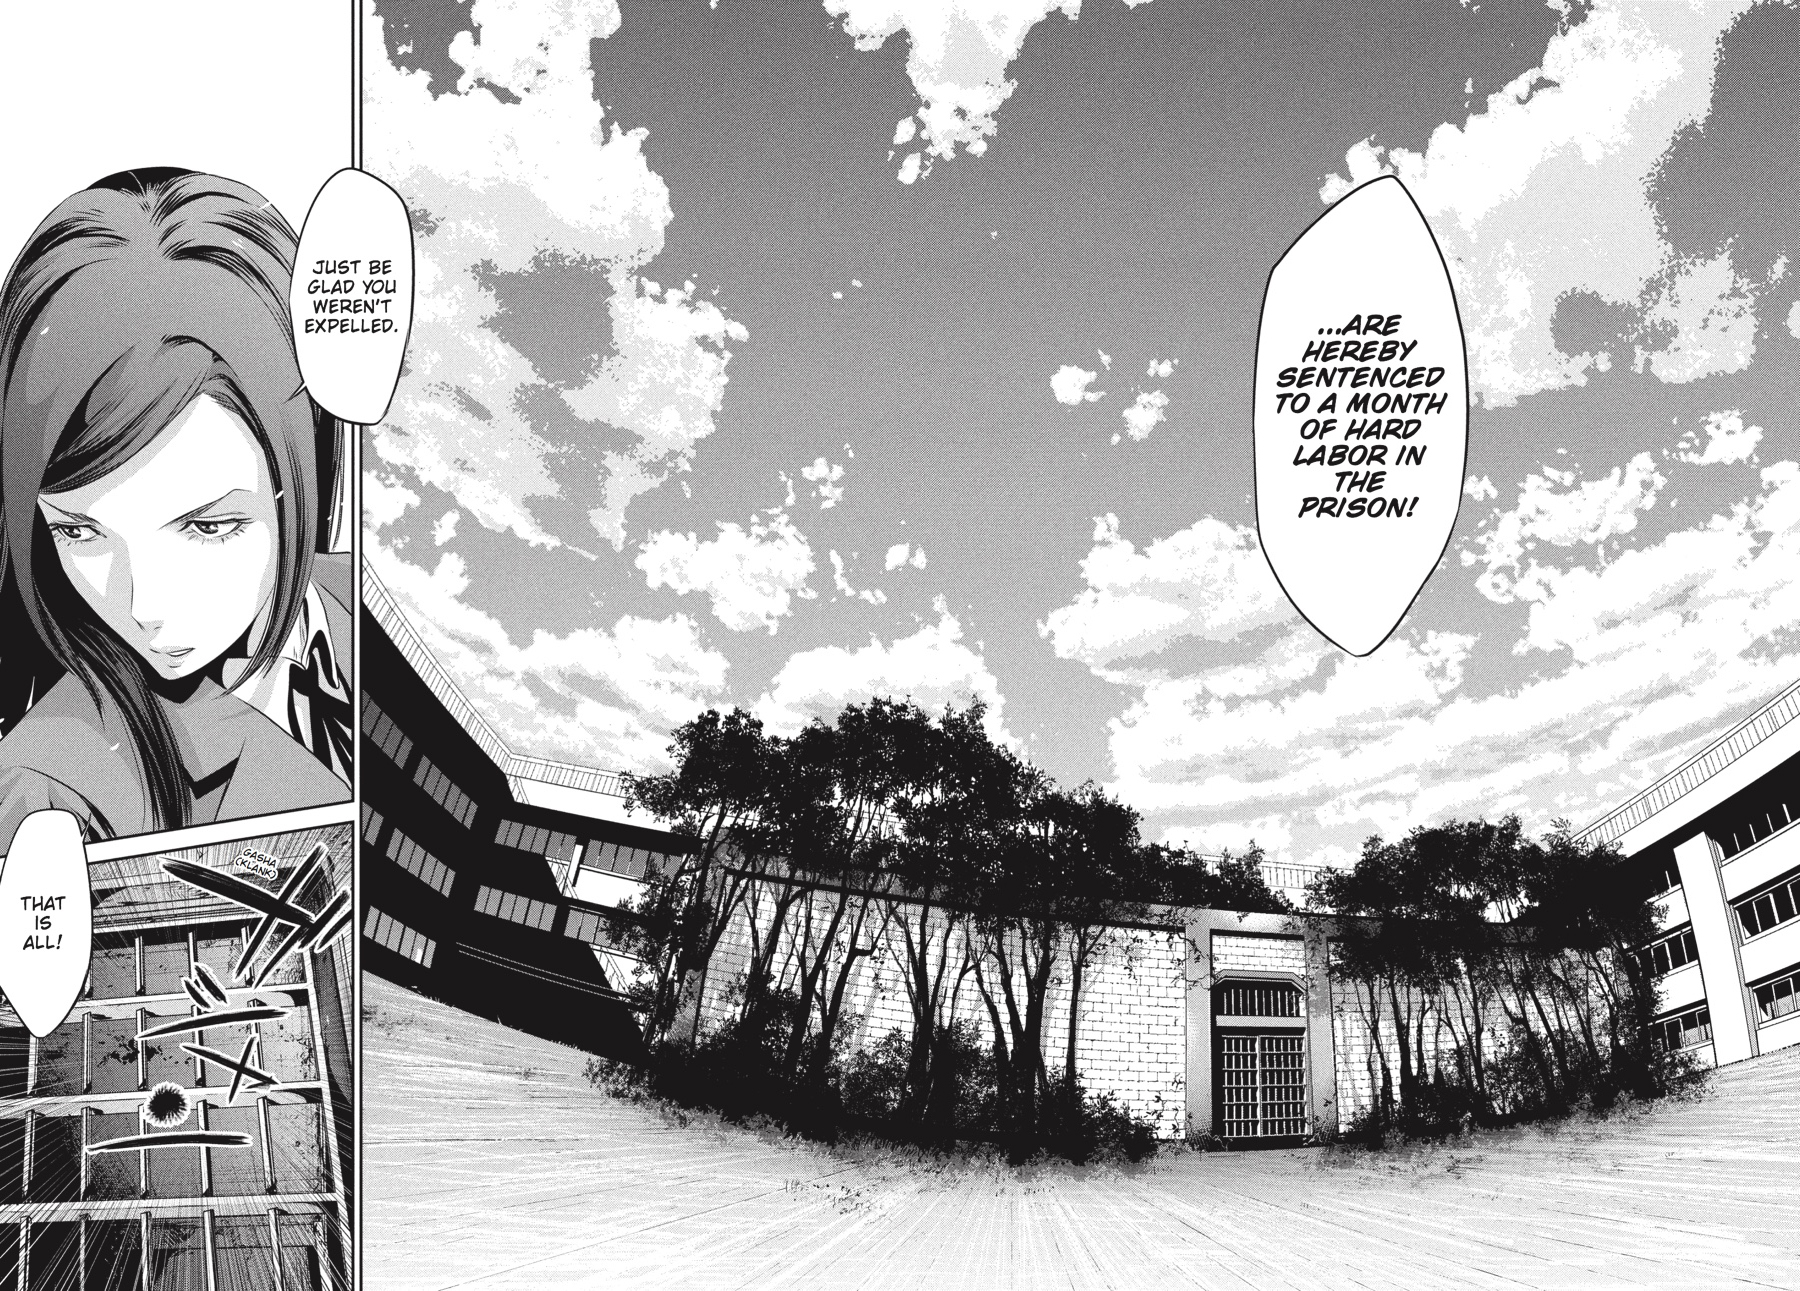 ...ARE
HEREBY
SENTENCED
TO A MONTH
OF HARD
LABOR IN
THE
PRISON!
JUST BE
GLAD YOU
WEREN'T
EXPELLED.
GASHA
(KLANK)
THAT
IS
ALL!